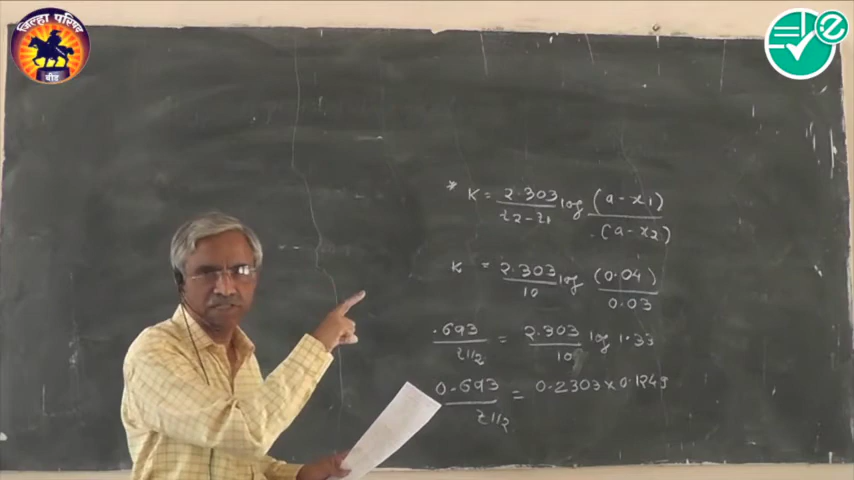 जिल्हा परिषद
बीड
e
* K = 2.303 / t2 - t1 log (a - x1) / (a - x2)
K = 2.303 / 10 log (0.04) / 0.03
.693 / t1/2 = 2.303 / 10 log 1.33
0.693 / t1/2 = 0.2303 × 0.1249